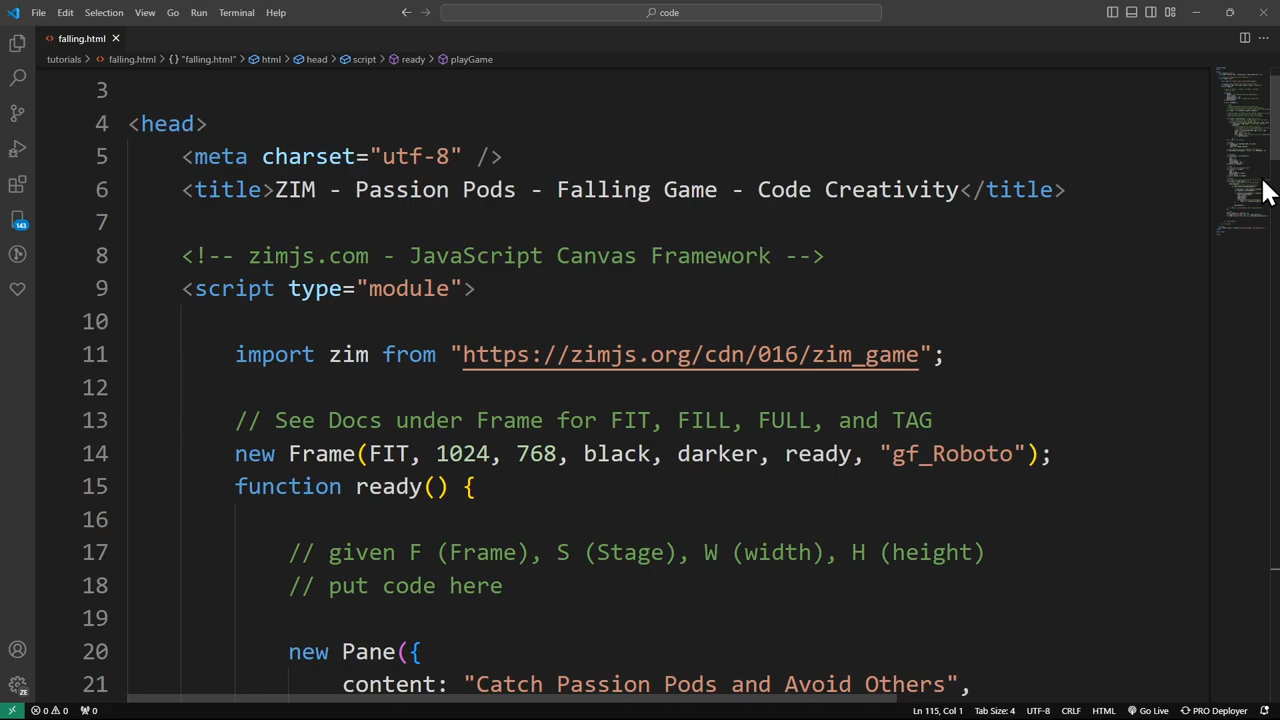 File Edit Selection View Go Run Terminal Help
code
falling.html
tutorials > falling.html > {} "falling.html" > html > head > script > ready > playGame
3
4 <head>
5 <meta charset="utf-8" />
6 <title>ZIM - Passion Pods - Falling Game - Code Creativity</title>
7
8 <!-- zimjs.com - JavaScript Canvas Framework -->
9 <script type="module">
10
11 import zim from "https://zimjs.org/cdn/016/zim_game";
12
13 // See Docs under Frame for FIT, FILL, FULL, and TAG
14 new Frame(FIT, 1024, 768, black, darker, ready, "gf_Roboto");
15 function ready() {
16
17 // given F (Frame), S (Stage), W (width), H (height)
18 // put code here
19
20 new Pane({
21 content: "Catch Passion Pods and Avoid Others",
143
ZE
0 0 0 Ln 115, Col 1 Tab Size: 4 UTF-8 CRLF HTML Go Live PRO Deployer